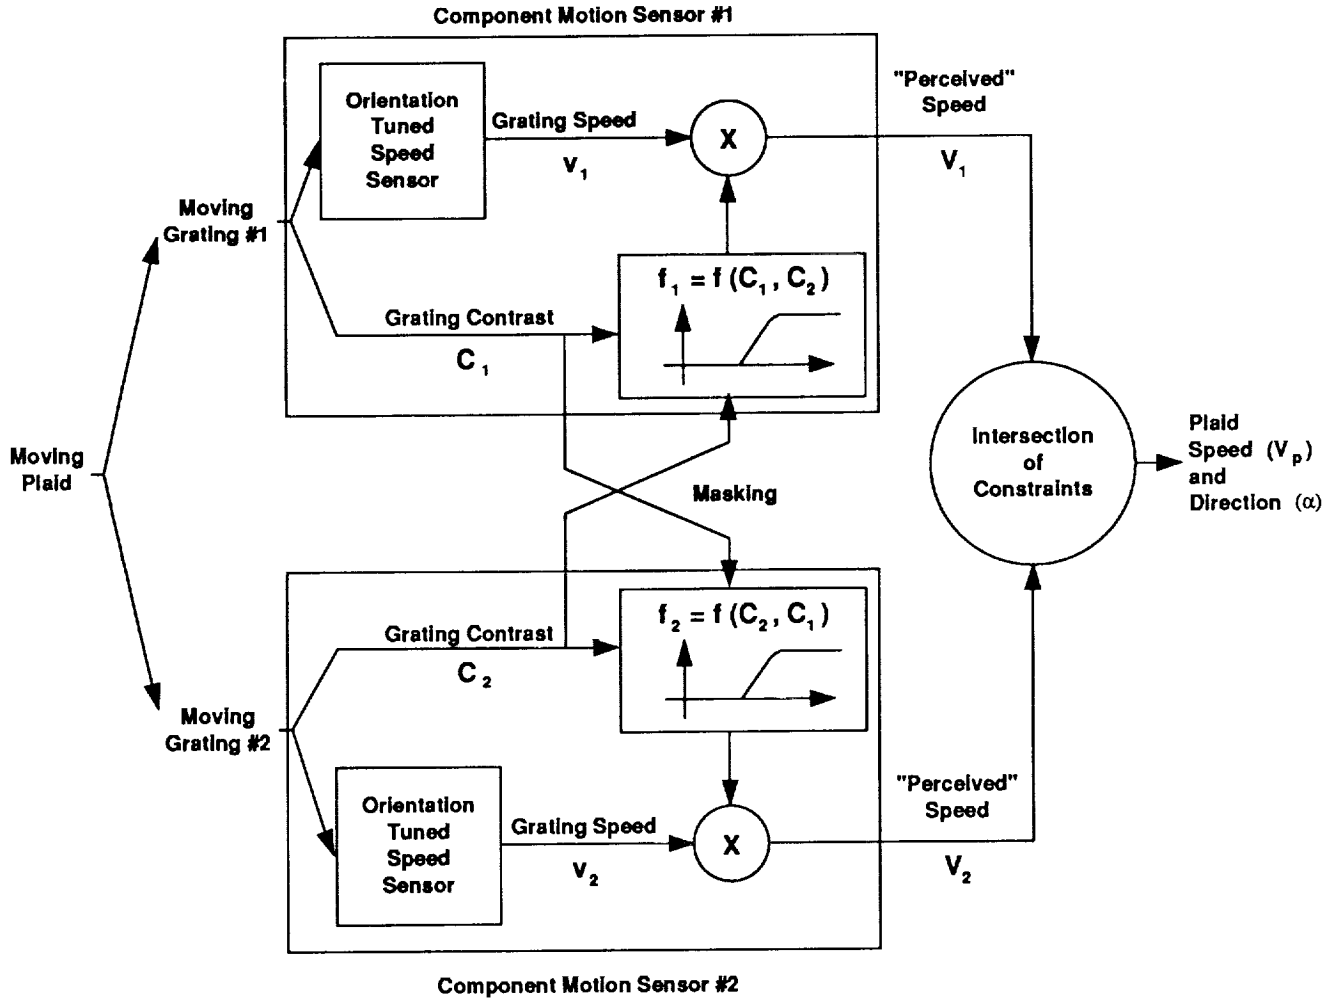 Component Motion Sensor #1
Orientation
Tuned
Speed
Sensor
Grating Speed
v₁
X
"Perceived"
Speed
V₁
Moving
Grating #1
f₁ = f (C₁ , C₂ )
Grating Contrast
C₁
Moving
Plaid
Masking
Intersection
of
Constraints
Plaid
Speed (Vₚ)
and
Direction (α)
f₂ = f (C₂ , C₁ )
Grating Contrast
C₂
Moving
Grating #2
Orientation
Tuned
Speed
Sensor
Grating Speed
v₂
X
"Perceived"
Speed
V₂
Component Motion Sensor #2